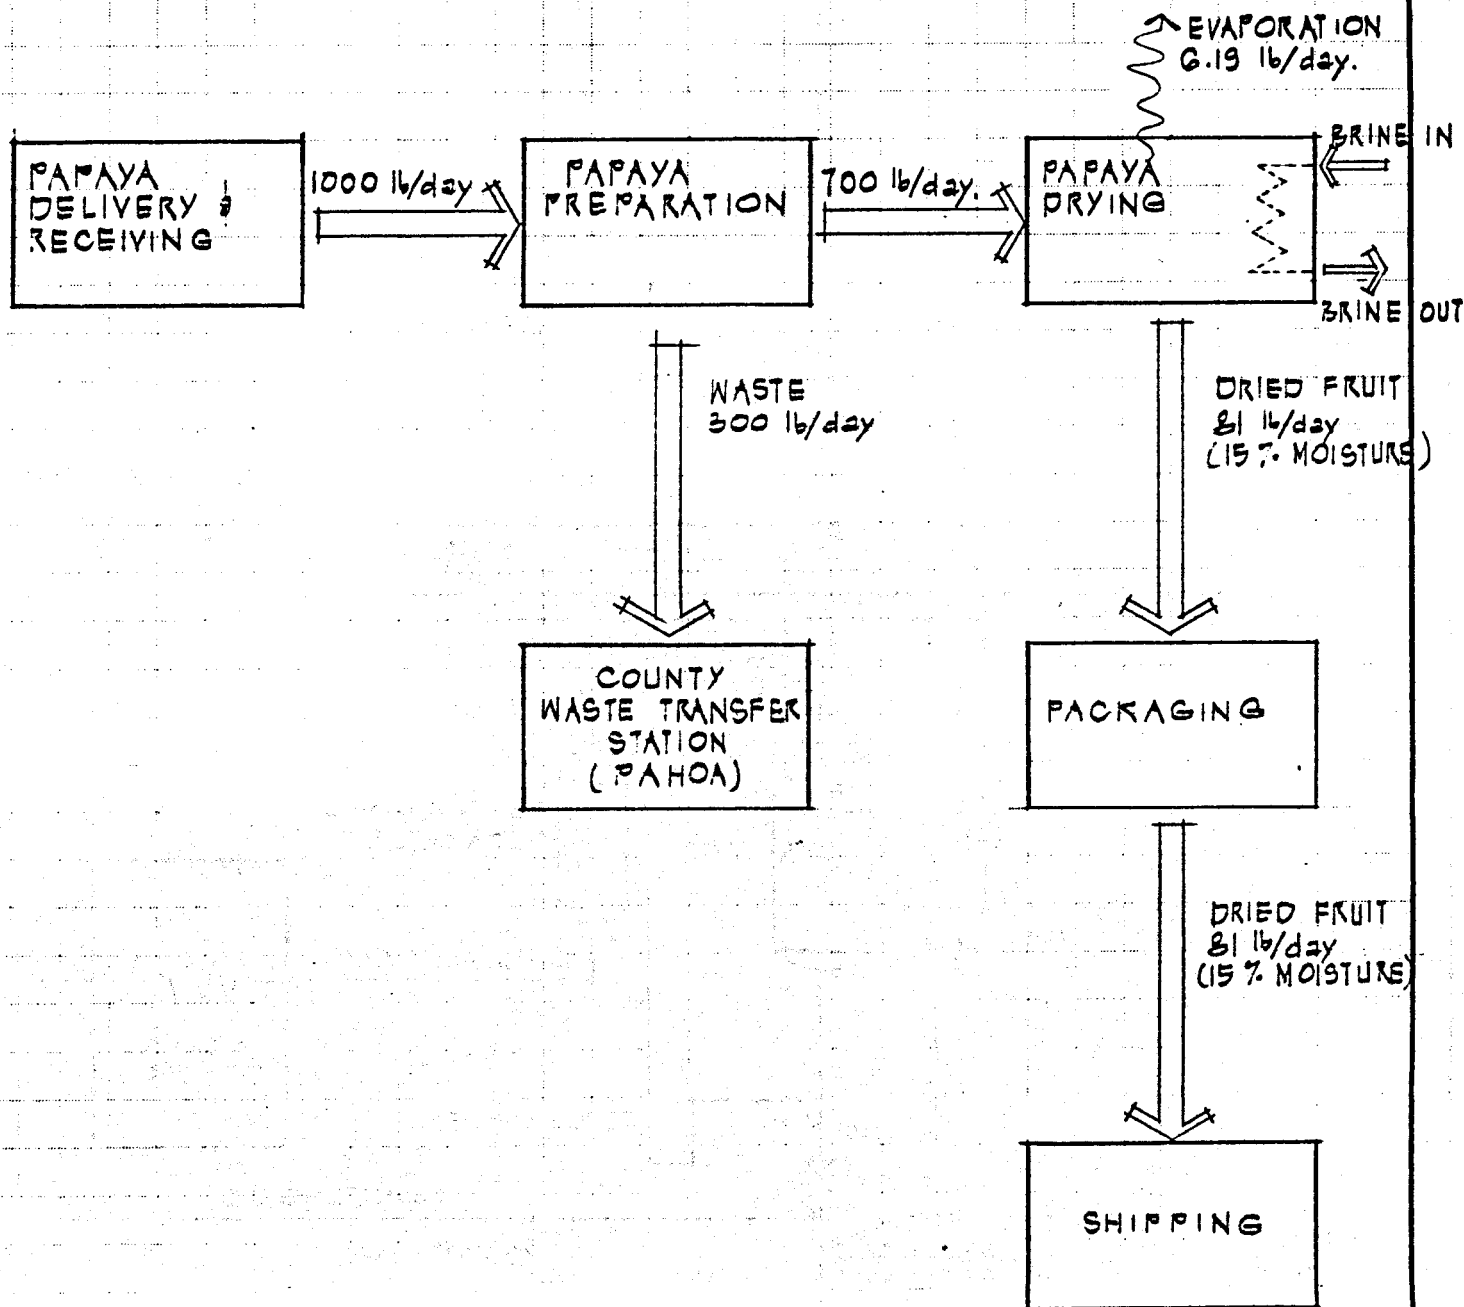 EVAPORATION
6.19 lb/day.
BRINE IN
PAPAYA
DELIVERY &
RECEIVING
1000 lb/day
PAPAYA
PREPARATION
700 lb/day.
PAPAYA
DRYING
BRINE OUT
WASTE
300 lb/day
DRIED FRUIT
81 lb/day
(15% MOISTURE)
COUNTY
WASTE TRANSFER
STATION
(PAHOA)
PACKAGING
DRIED FRUIT
81 lb/day
(15% MOISTURE)
SHIPPING